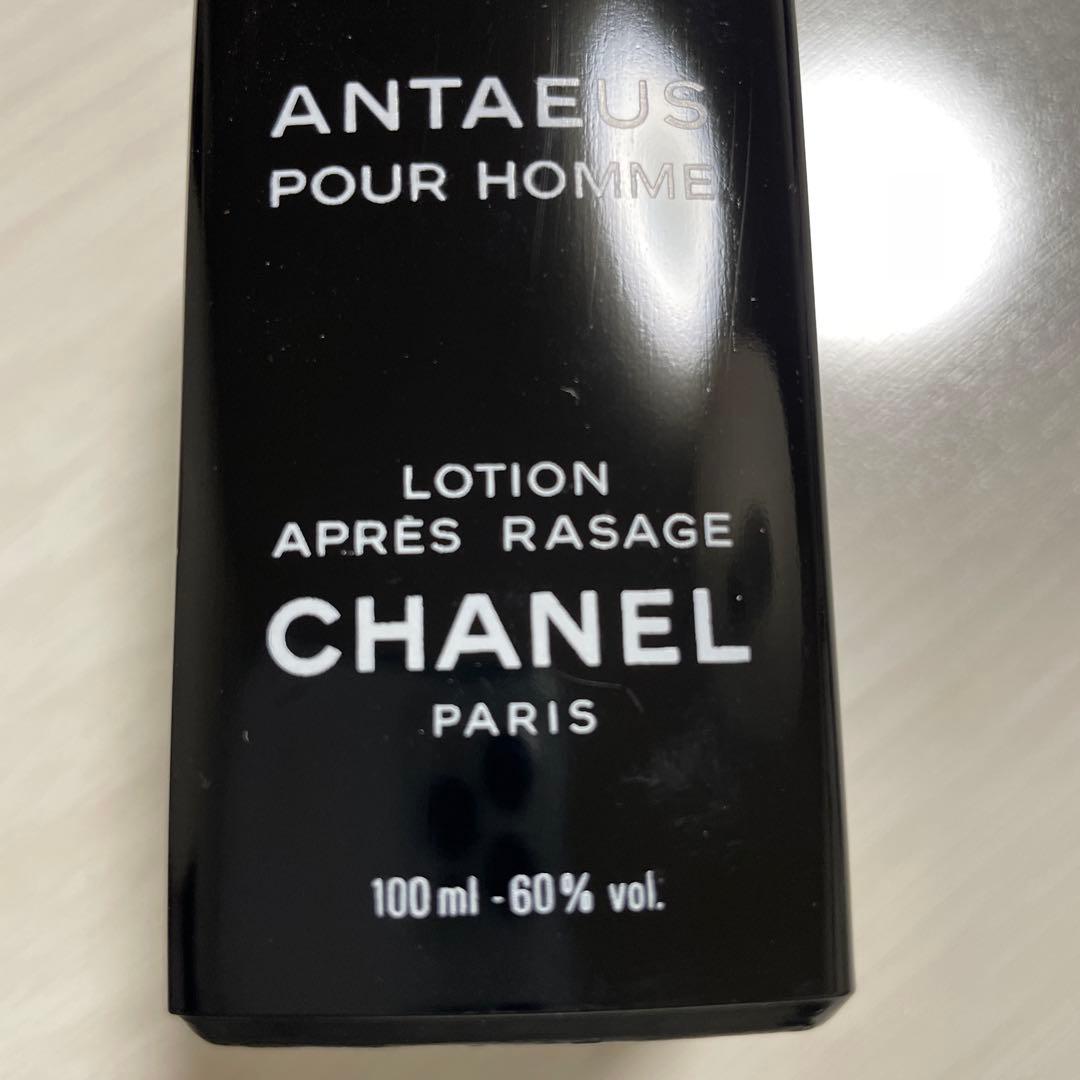 ANTAEUS
POUR HOMME
LOTION
APRÈS RASAGE
CHANEL
PARIS
100 ml - 60% vol.